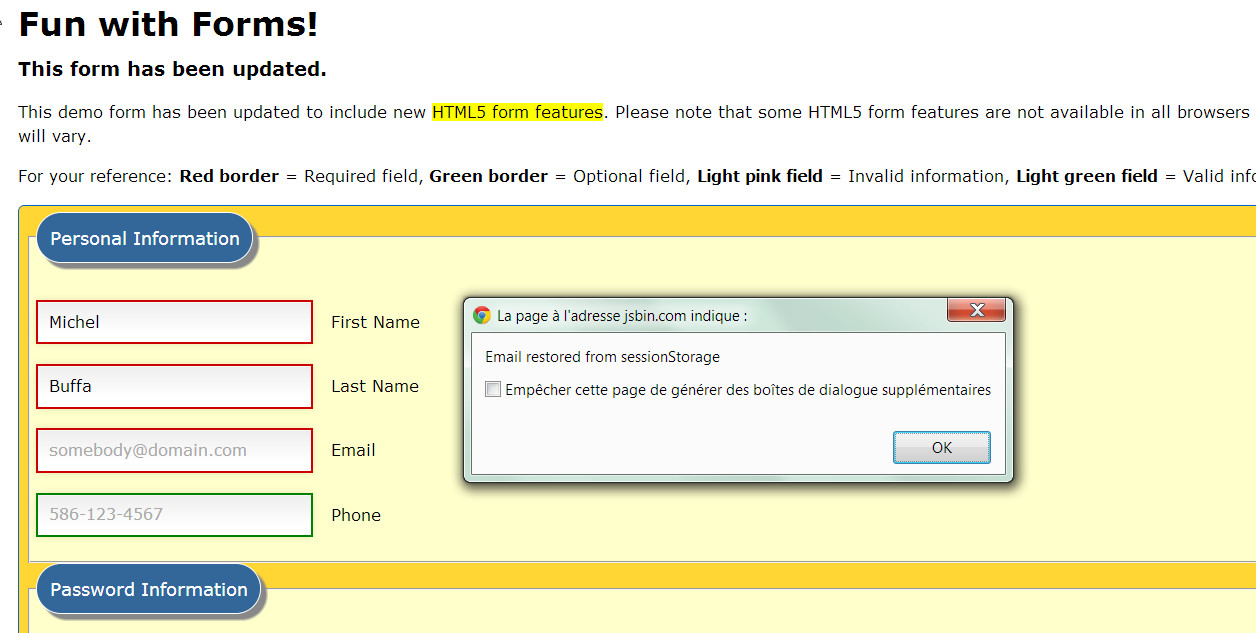 Fun with Forms!
This form has been updated.
This demo form has been updated to include new HTML5 form features. Please note that some HTML5 form features are not available in all browsers
will vary.
For your reference: Red border = Required field, Green border = Optional field, Light pink field = Invalid information, Light green field = Valid info
Personal Information
Michel First Name
La page à l'adresse jsbin.com indique :
Email restored from sessionStorage
Buffa Last Name
Empêcher cette page de générer des boîtes de dialogue supplémentaires
somebody@domain.com Email
OK
586-123-4567 Phone
Password Information